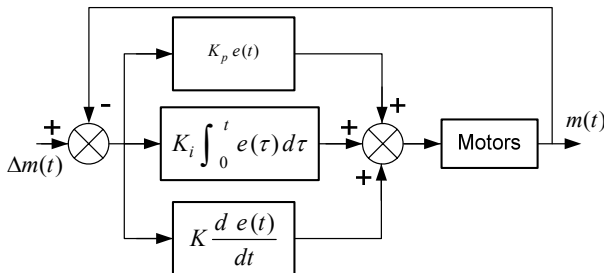 K_p e(t)
-
+
+
Δm(t)
K_i ∫_0^t e(τ) dτ
+
+
Motors
m(t)
K d e(t)/dt